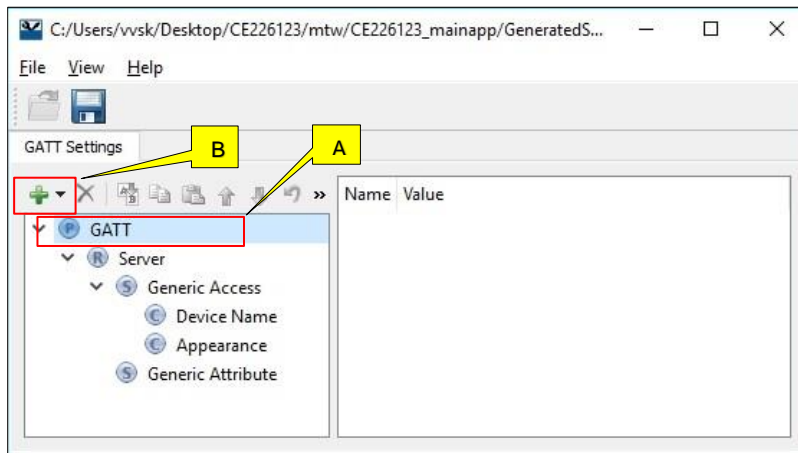 C:/Users/vvsk/Desktop/CE226123/mtw/CE226123_mainapp/GeneratedS...
File View Help
GATT Settings
B
A
» Name Value
P GATT
R Server
S Generic Access
C Device Name
C Appearance
S Generic Attribute